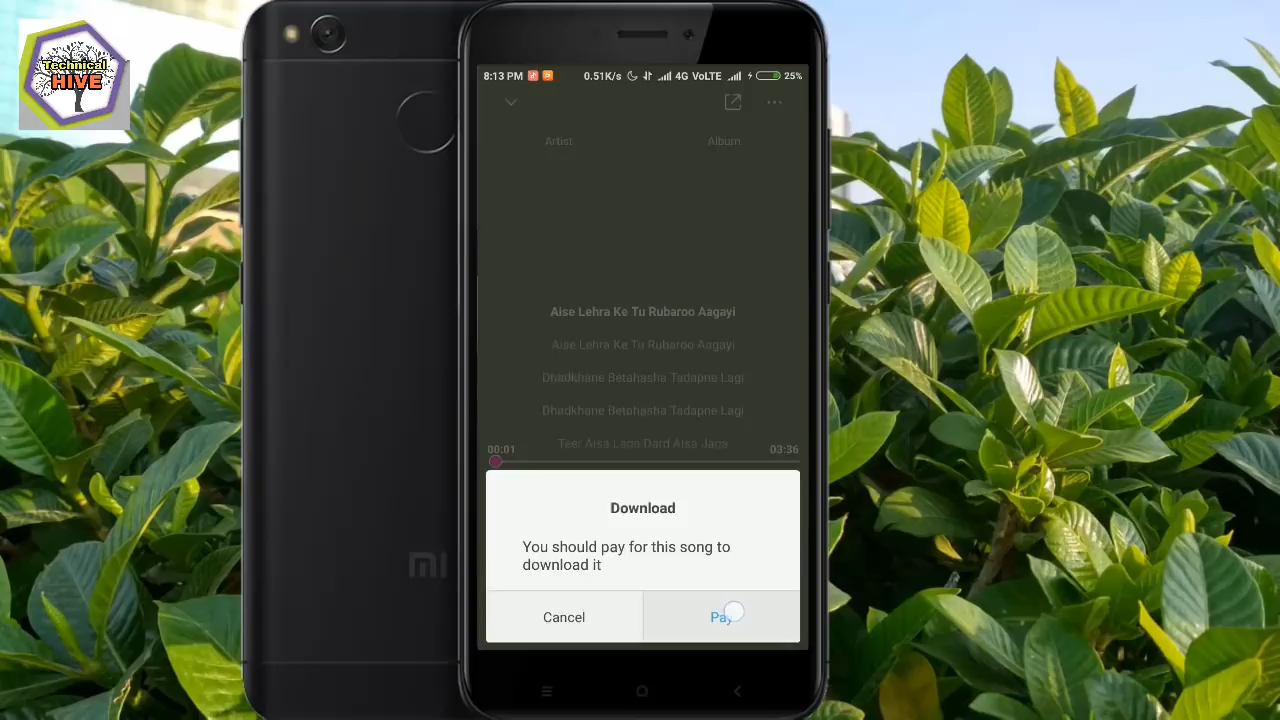 Technical
HIVE
8:13 PM 0.51K/s 4G VoLTE 25%
Artist Album
Aise Lehra Ke Tu Rubaroo Aagayi
Aise Lehra Ke Tu Rubaroo Aagayi
Dhadkhane Betahasha Tadapne Lagi
Dhadkhane Betahasha Tadapne Lagi
Teer Aisa Laga Dard Aisa Jaga
00:01 03:36
Download
You should pay for this song to
download it
Cancel Pay
mi